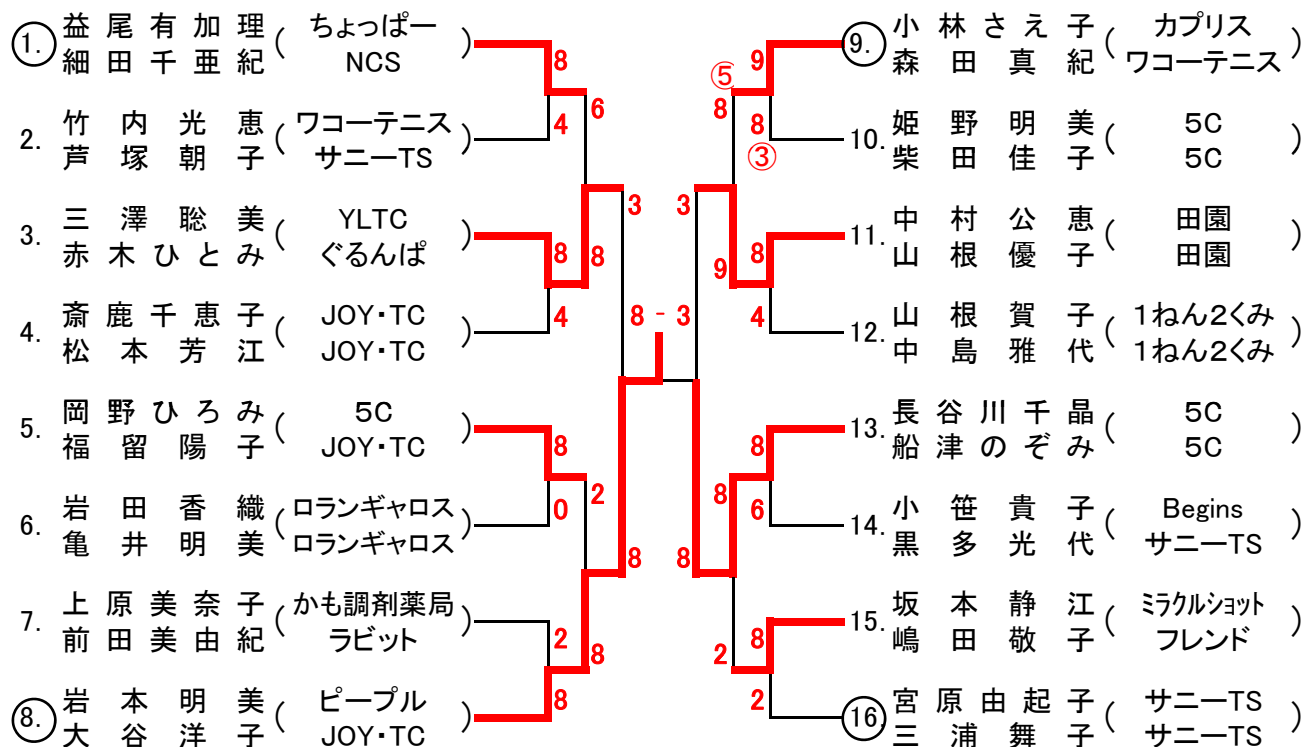 1. 益尾有加理 ( ちょっぱー )
細田千亜紀 NCS
2. 竹内光恵 ( ワコーテニス )
芦塚朝子 サニーTS
3. 三澤聡美 ( YLTC )
赤木ひとみ ぐるんぱ
4. 斎鹿千恵子 ( JOY・TC )
松本芳江 JOY・TC
5. 岡野ひろみ ( 5C )
福留陽子 JOY・TC
6. 岩田香織 ( ロランギャロス )
亀井明美 ロランギャロス
7. 上原美奈子 ( かも調剤薬局 )
前田美由紀 ラビット
8. 岩本明美 ( ピープル )
大谷洋子 JOY・TC
8
4
6
8
4
8
3
8
0
2
2
8
8
8
8 - 3
9
⑤
8
8
③
3
8
9
4
8
8
6
8
8
2
2
9. 小林さえ子 ( カプリス )
森田真紀 ワコーテニス
10. 姫野明美 ( 5C )
柴田佳子 5C
11. 中村公恵 ( 田園 )
山根優子 田園
12. 山根賀子 ( 1ねん2くみ )
中島雅代 1ねん2くみ
13. 長谷川千晶 ( 5C )
船津のぞみ 5C
14. 小笹貴子 ( Begins )
黒多光代 サニーTS
15. 坂本静江 ( ミラクルショット )
嶋田敬子 フレンド
16. 宮原由起子 ( サニーTS )
三浦舞子 サニーTS